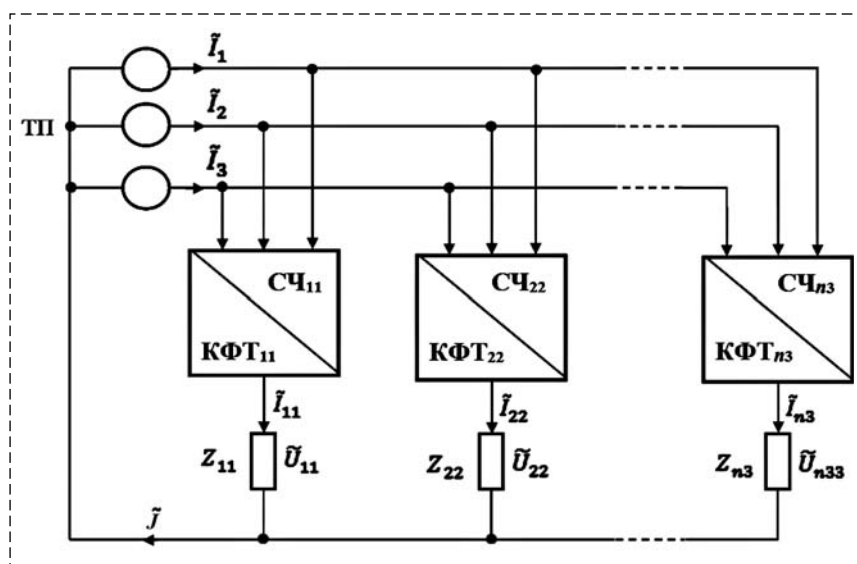 Ĩ₁
Ĩ₂
ТП
Ĩ₃
СЧ₁₁ СЧ₂₂ СЧₙ₃
КФТ₁₁ КФТ₂₂ КФТₙ₃
Ĩ₁₁ Ĩ₂₂ Ĩₙ₃
Z₁₁ Ũ₁₁ Z₂₂ Ũ₂₂ Zₙ₃ Ũₙ₃₃
J̃